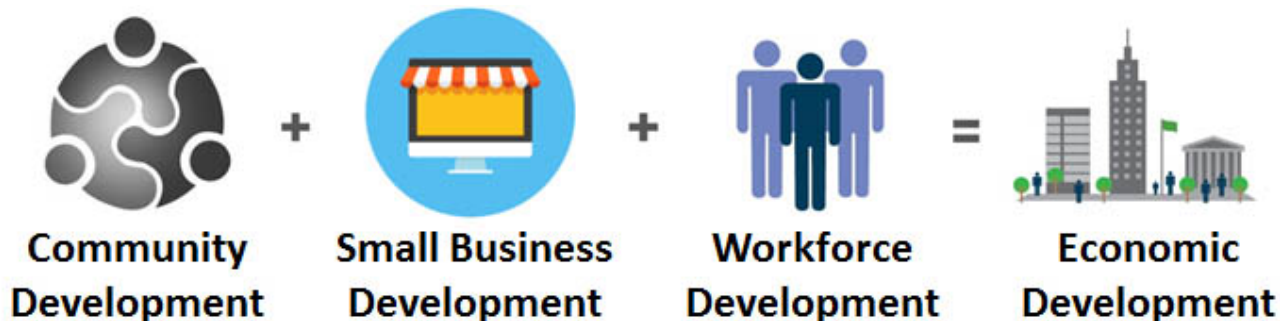 Community Development
+
Small Business Development
+
Workforce Development
=
Economic Development